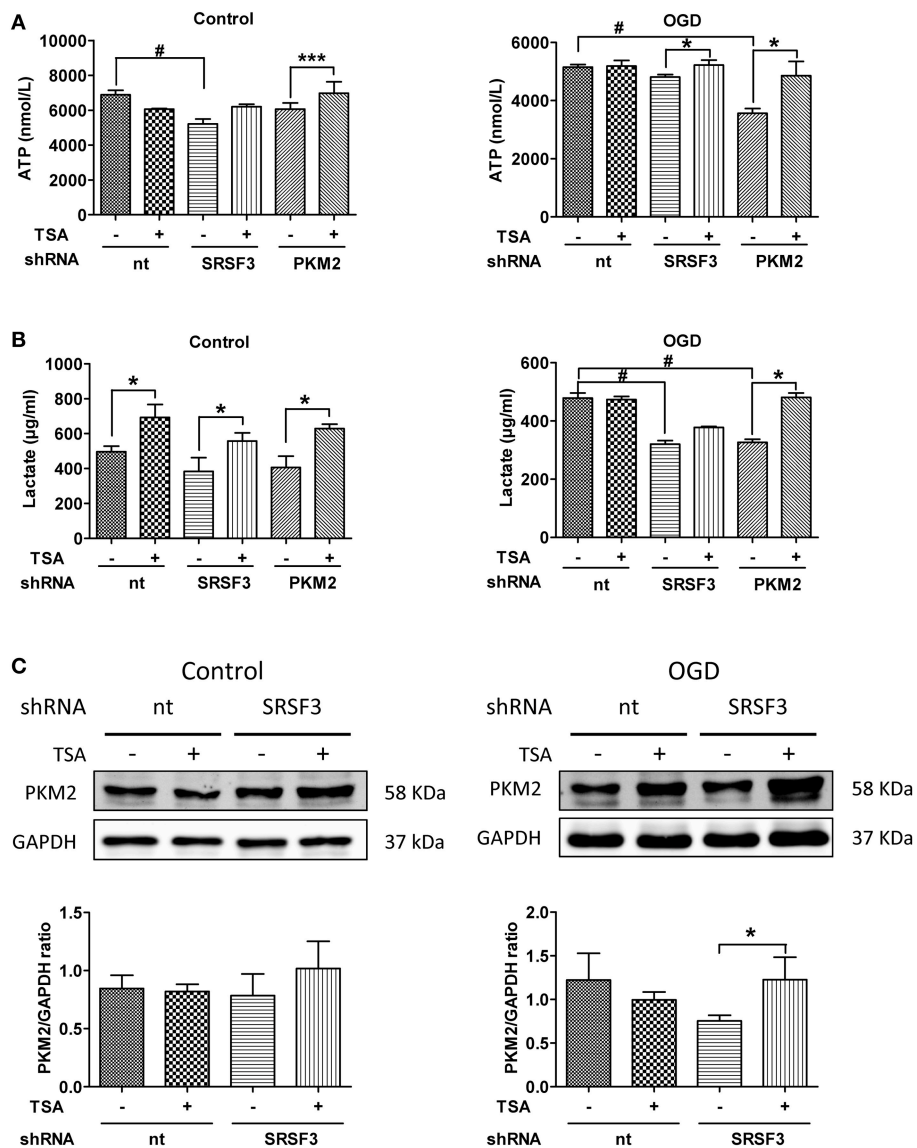 A
Control
OGD
ATP (nmol/L)
10000
8000
6000
4000
2000
0
#
***
TSA - + - + - +
shRNA nt SRSF3 PKM2
ATP (nmol/L)
6000
4000
2000
0
#
*
*
TSA - + - + - +
shRNA nt SRSF3 PKM2
B
Control
OGD
Lactate (µg/ml)
1000
800
600
400
200
0
*
*
*
TSA - + - + - +
shRNA nt SRSF3 PKM2
Lactate (µg/ml)
600
400
200
0
#
#
*
TSA - + - + - +
shRNA nt SRSF3 PKM2
C
Control
shRNA nt SRSF3
TSA - + - +
PKM2 58 KDa
GAPDH 37 kDa
OGD
shRNA nt SRSF3
TSA - + - +
PKM2 58 KDa
GAPDH 37 KDa
PKM2/GAPDH ratio
1.5
1.0
0.5
0.0
TSA - + - +
shRNA nt SRSF3
PKM2/GAPDH ratio
2.0
1.5
1.0
0.5
0.0
*
TSA - + - +
shRNA nt SRSF3